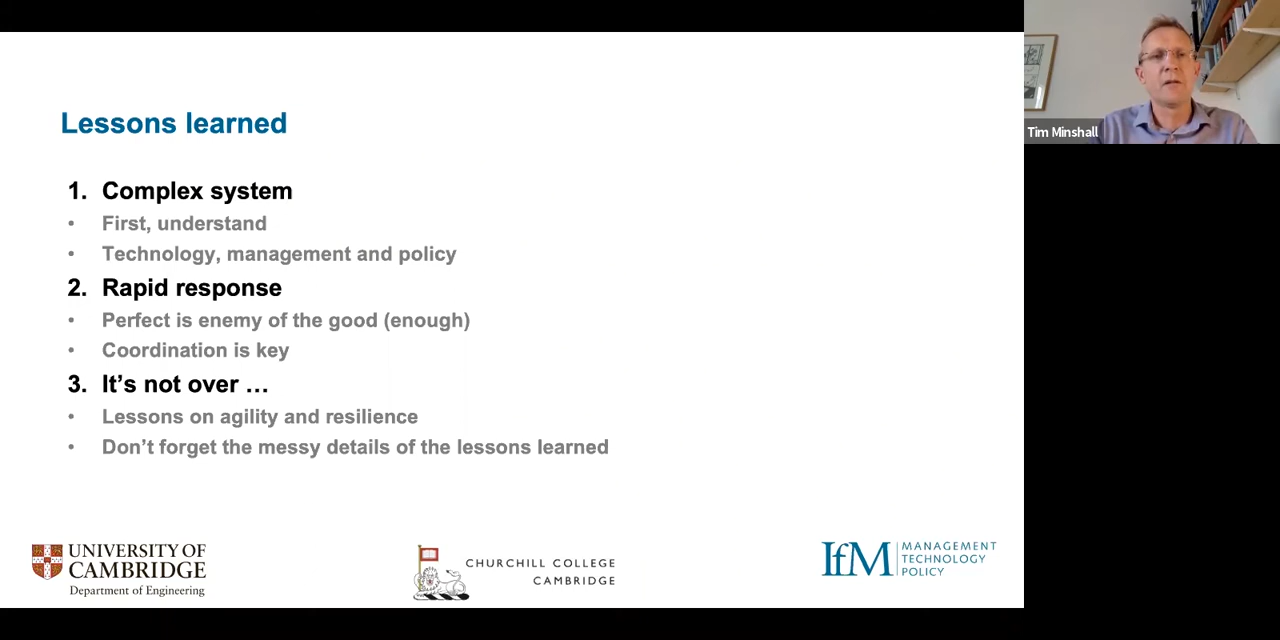 Lessons learned
1. Complex system
• First, understand
• Technology, management and policy
2. Rapid response
• Perfect is enemy of the good (enough)
• Coordination is key
3. It’s not over …
• Lessons on agility and resilience
• Don’t forget the messy details of the lessons learned
UNIVERSITY OF
CAMBRIDGE
Department of Engineering
CHURCHILL COLLEGE
CAMBRIDGE
IfM
MANAGEMENT
TECHNOLOGY
POLICY
Tim Minshall